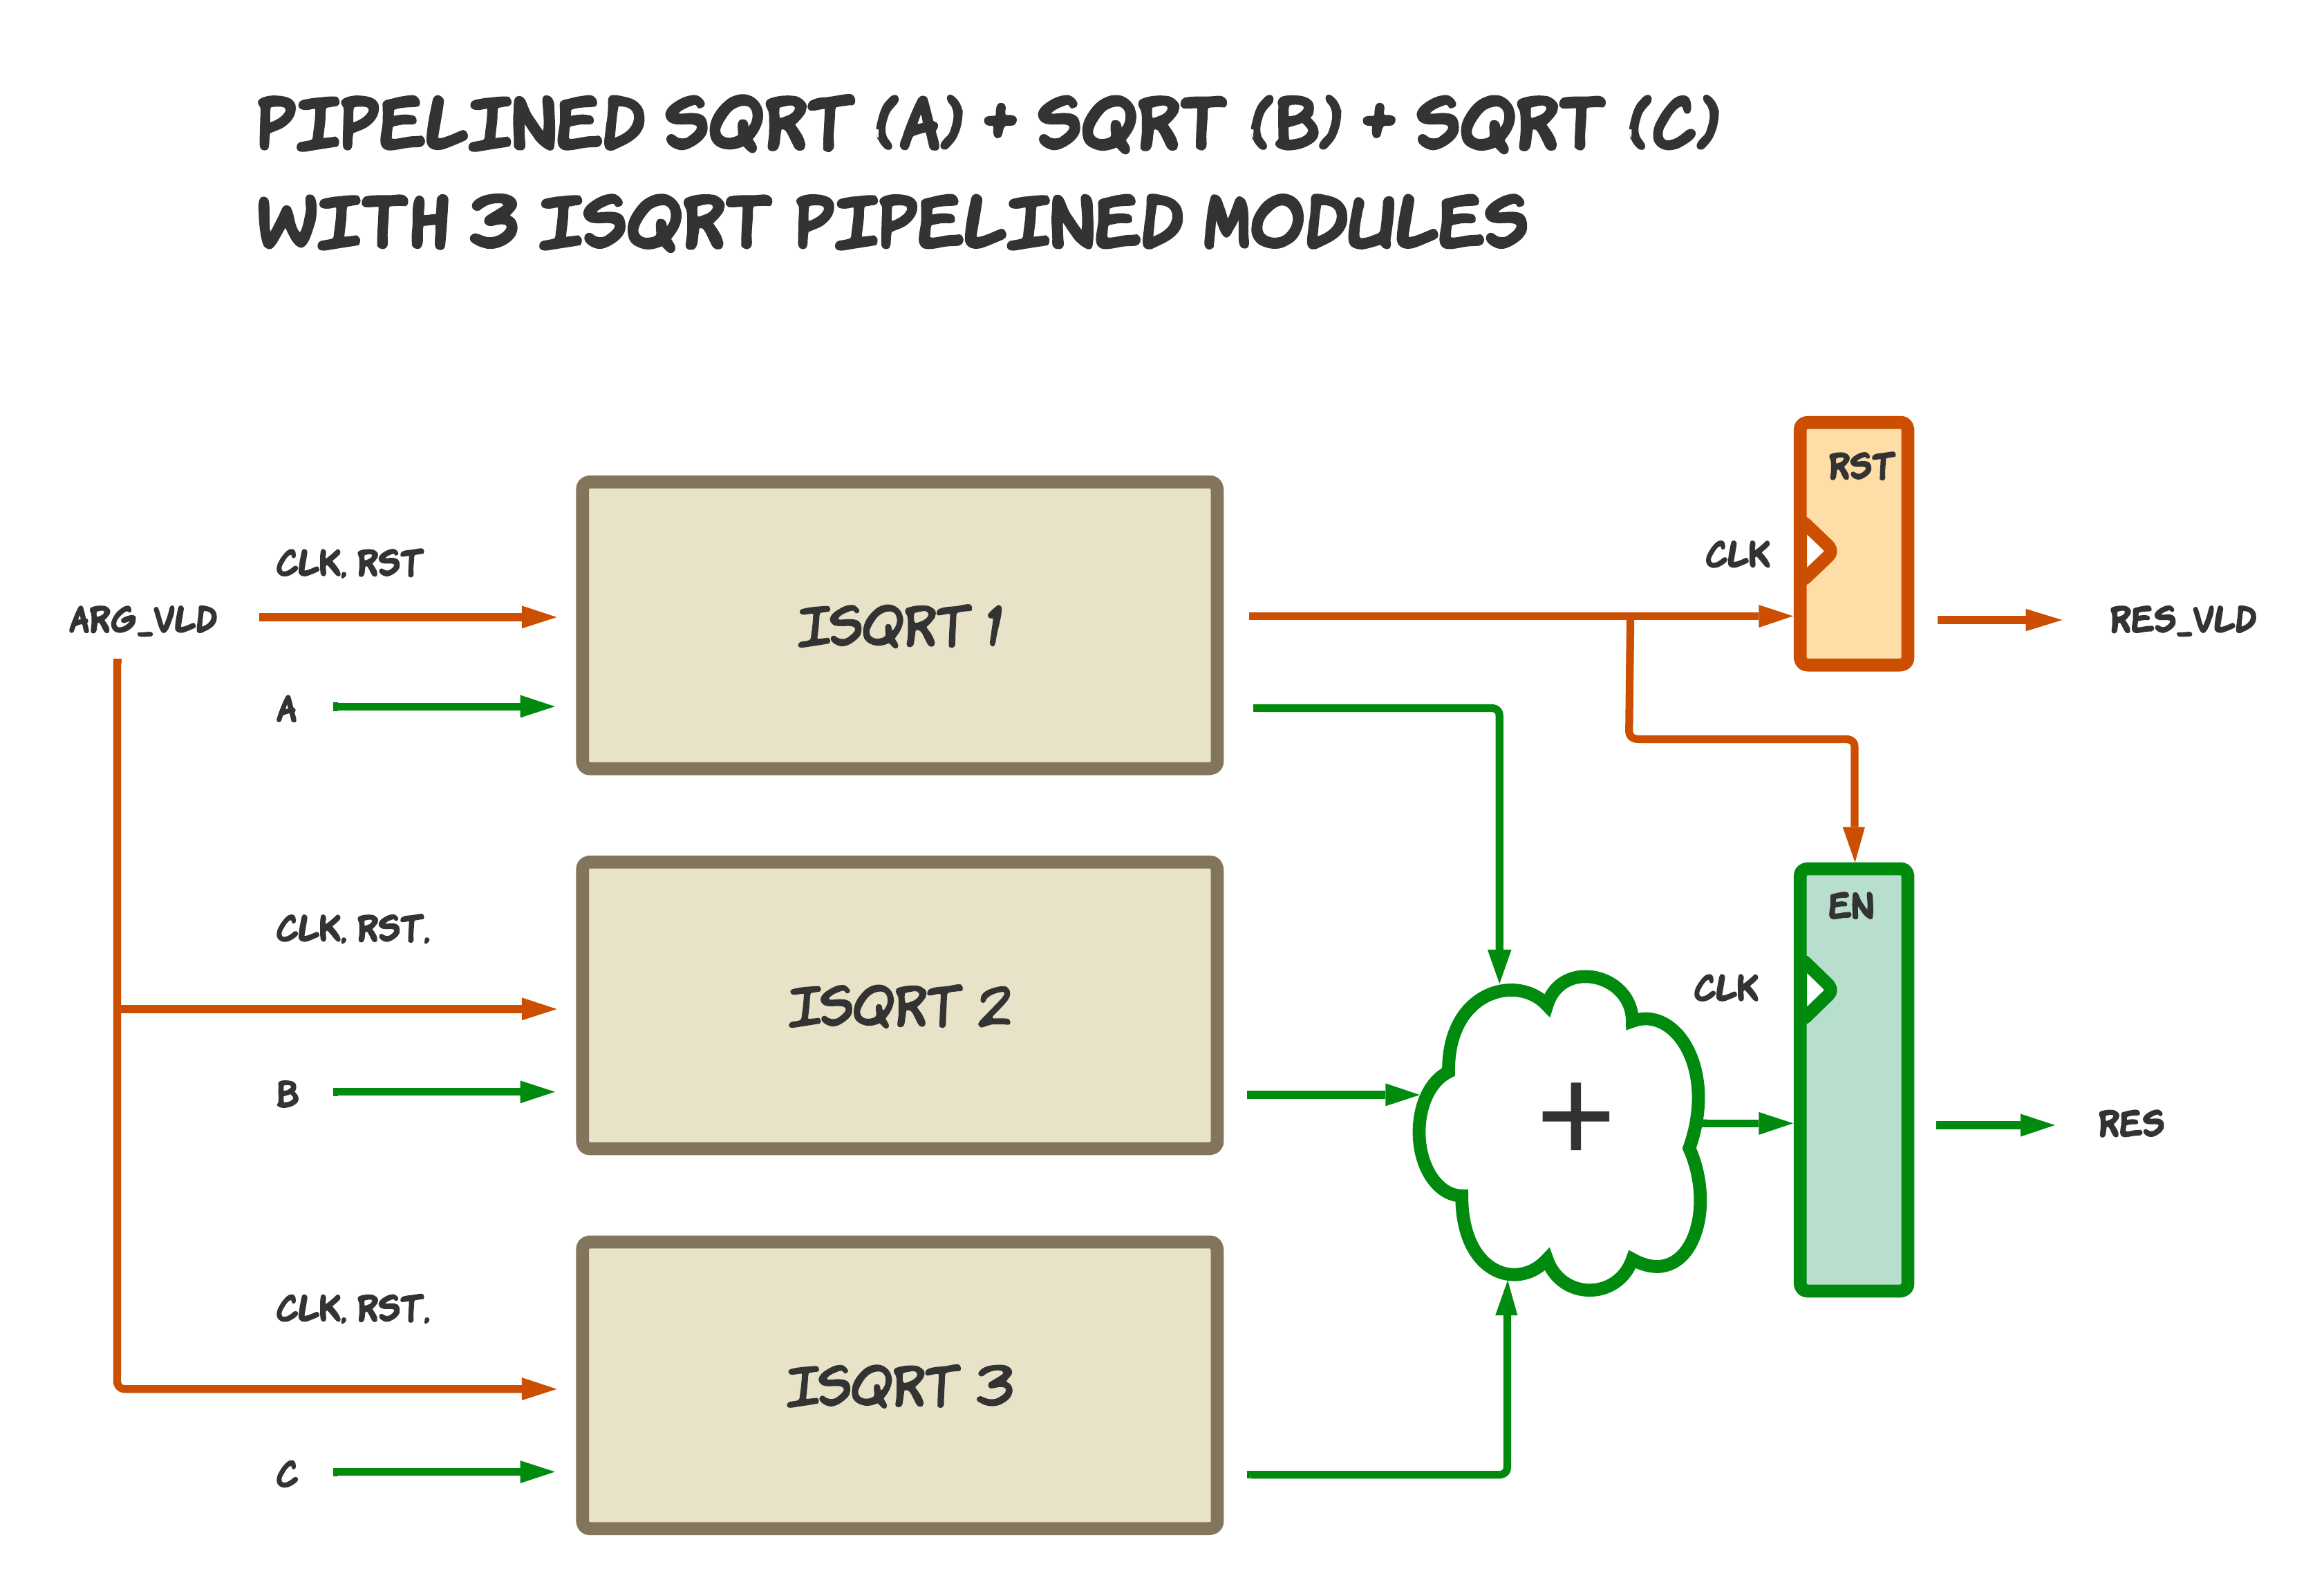 PIPELINED SQRT (A) + SQRT (B) + SQRT (C)
WITH 3 ISQRT PIPELINED MODULES
RST
CLK, RST
CLK
ARG_VLD
ISQRT 1
RES_VLD
A
EN
CLK, RST,
CLK
ISQRT 2
B
+
RES
CLK, RST,
ISQRT 3
C